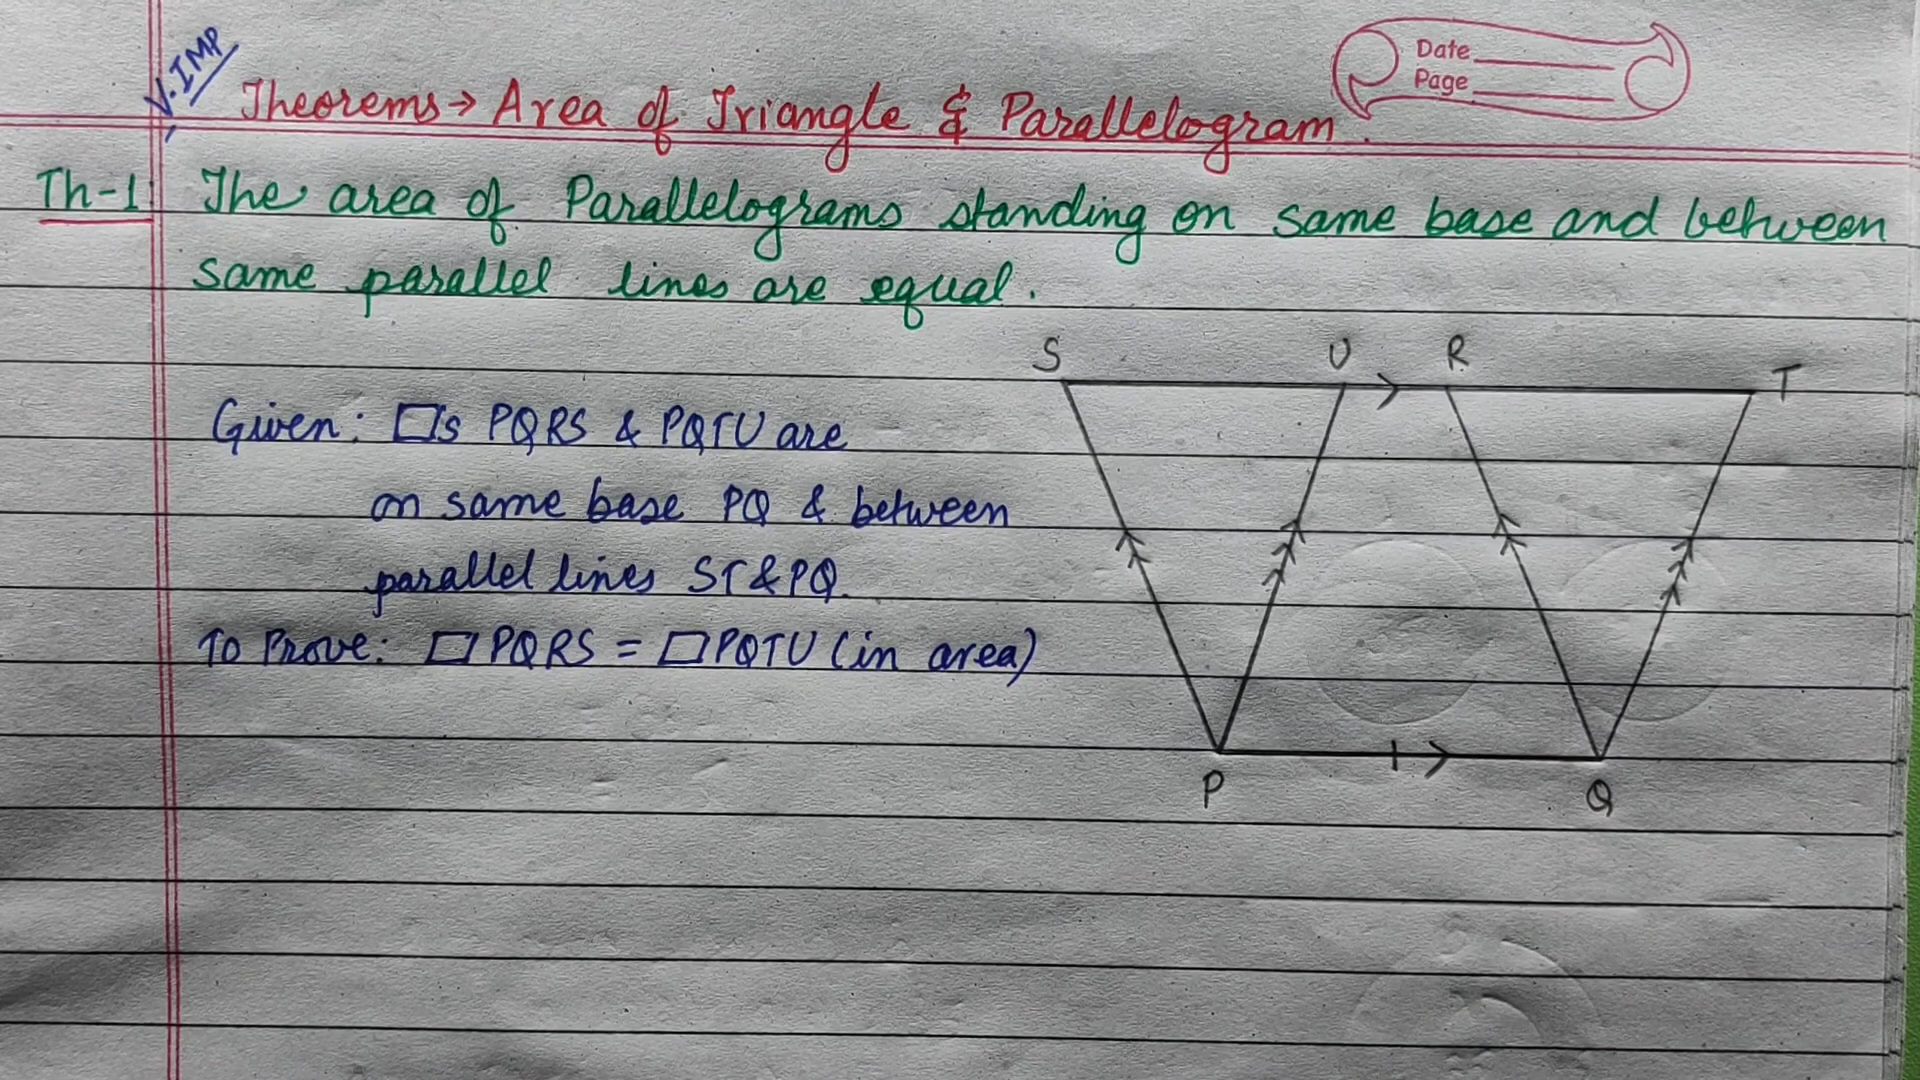 V.IMP
Date
Page
Theorems → Area of Triangle & Parallelogram.
Th-1 The area of Parallelograms standing on same base and between
same parallel lines are equal.
S U R T
Given: ▱s PQRS & PQTU are
on same base PQ & between
parallel lines ST & PQ.
To Prove: ▱PQRS = ▱PQTU (in area)
P Q